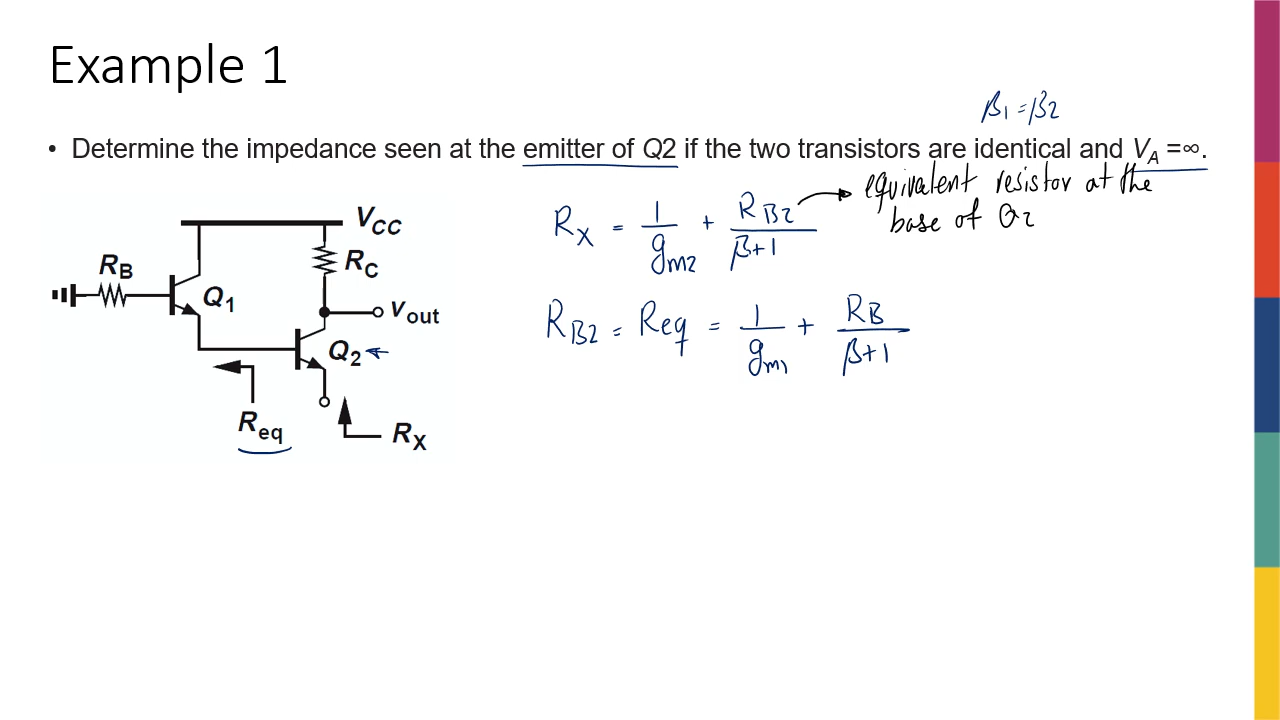 Example 1
β1 = β2
• Determine the impedance seen at the emitter of Q2 if the two transistors are identical and VA =∞.
RX = 1/gm2 + RB2/(β+1) → equivalent resistor at the
base of Q2
RB2 = Req = 1/gm1 + RB/(β+1)
VCC
RB
RC
Q1
Vout
Q2
Req
RX